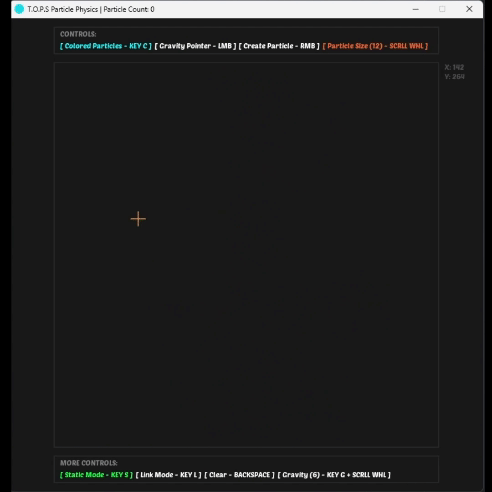 T.O.P.S Particle Physics | Particle Count: 0
CONTROLS:
[ Colored Particles - KEY C ] [ Gravity Pointer - LMB ] [ Create Particle - RMB ] [ Particle Size (12) - SCRLL WHL ]
X: 142
MORE CONTROLS:
[ Static Mode - KEY S ] [ Link Mode - KEY L ] [ Clear - BACKSPACE ] [ Gravity (6) - KEY G + SCRLL WHL ]